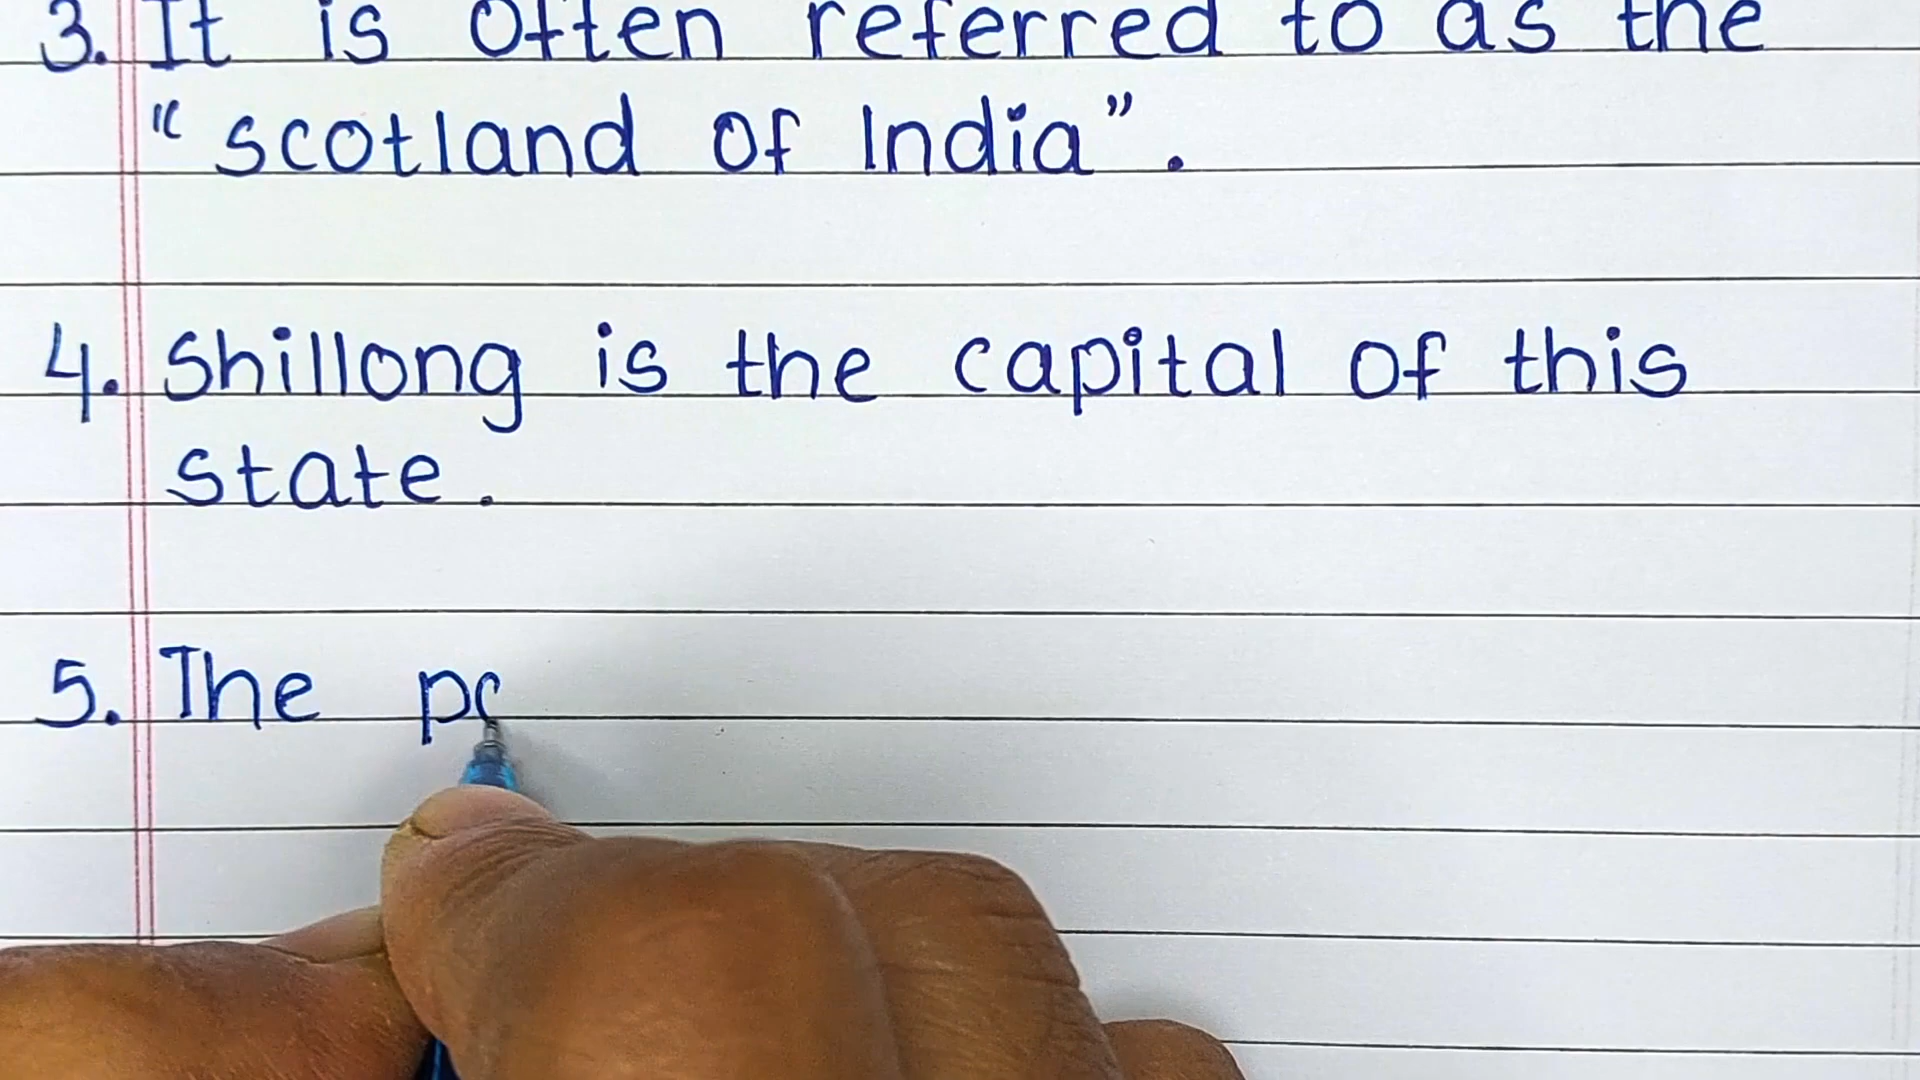 3. It is often referred to as the
"scotland of India".
4. Shillong is the capital of this
state.
5. The